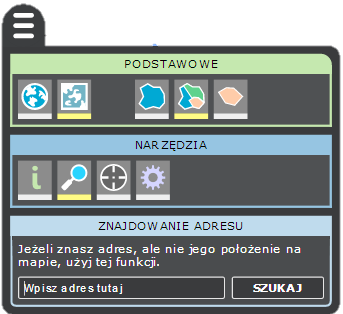 PODSTAWOWE
NARZĘDZIA
i
ZNAJDOWANIE ADRESU
Jeżeli znasz adres, ale nie jego położenie na
mapie, użyj tej funkcji.
Wpisz adres tutaj
SZUKAJ